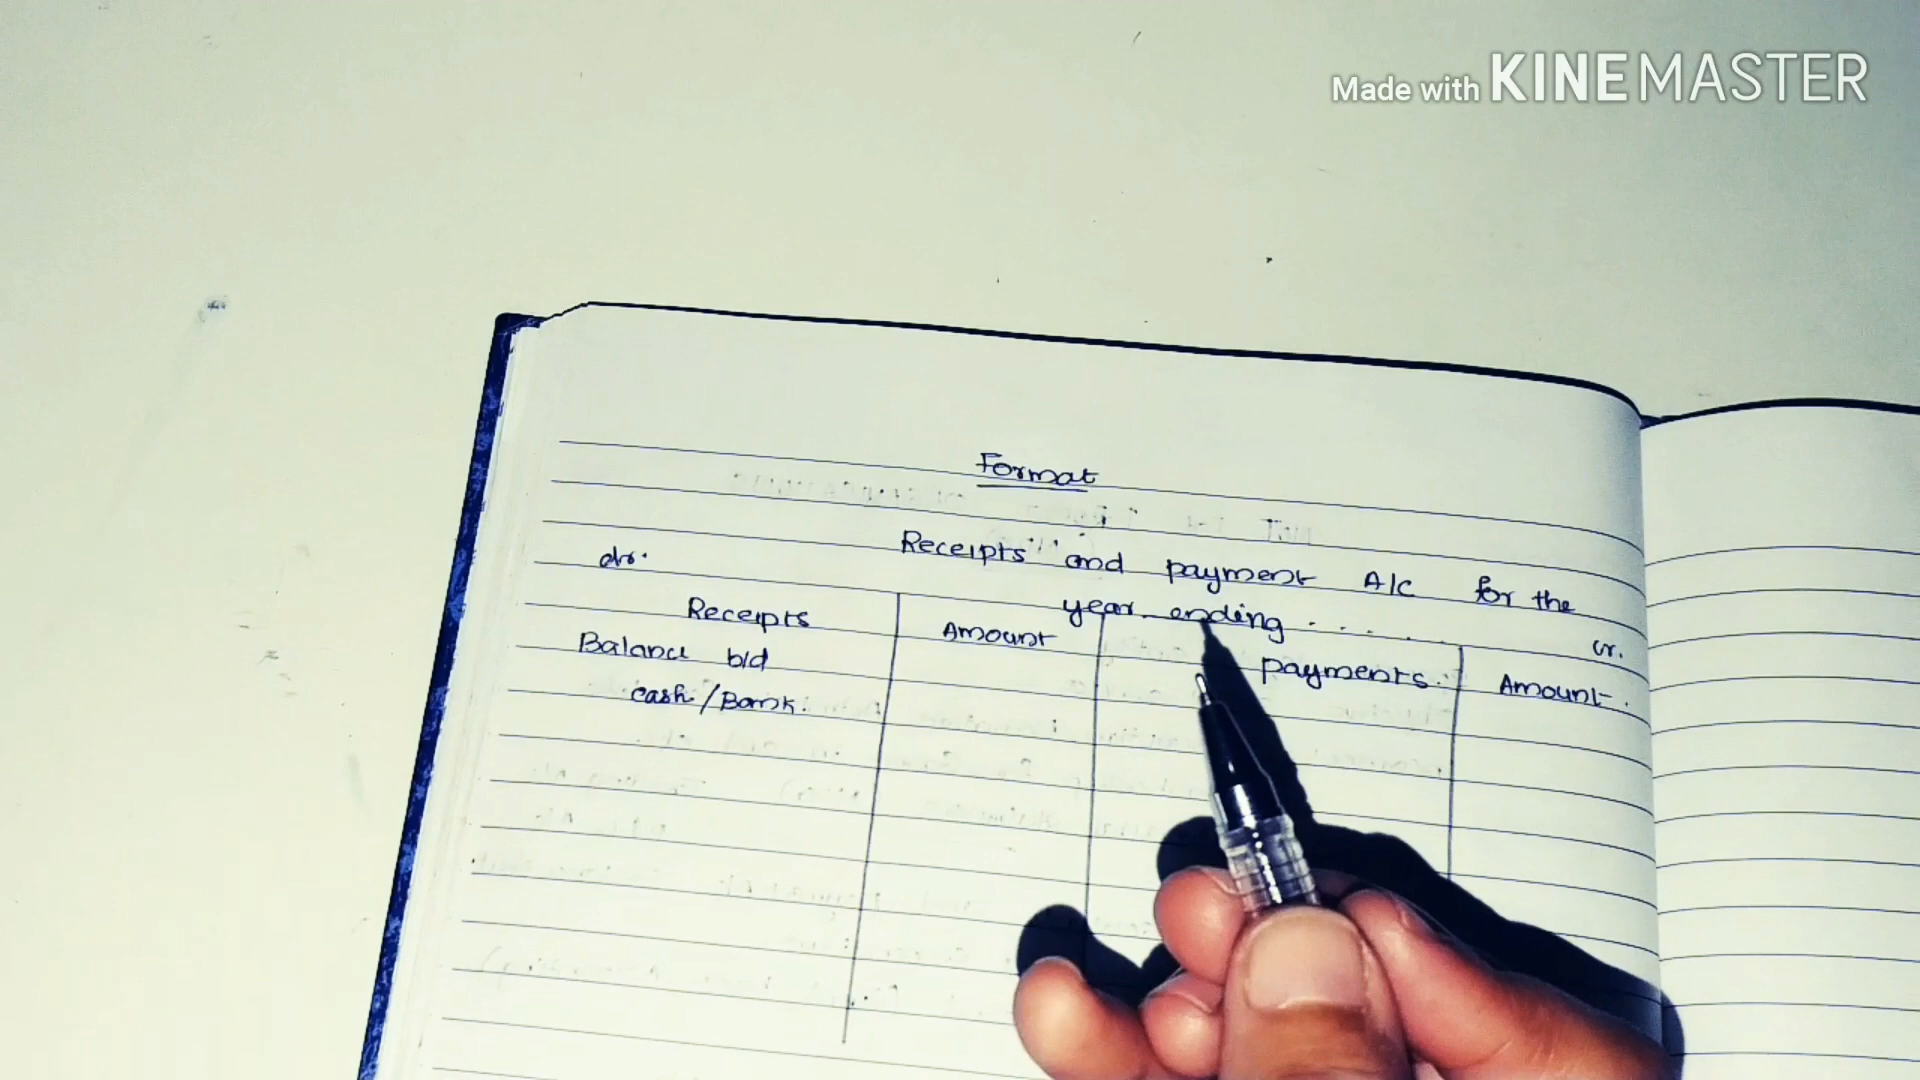 Made with KINEMASTER
Format
Receipts and payment A/c for the
year ending .....
dr.
cr.
Receipts Amount payments. Amount.
Balance b/d
cash/Bank.